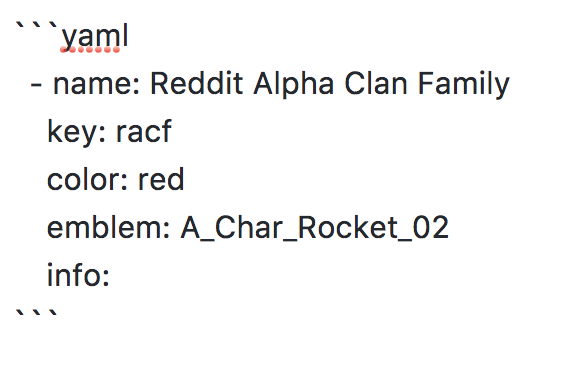 ```yaml
  - name: Reddit Alpha Clan Family
    key: racf
    color: red
    emblem: A_Char_Rocket_02
    info:
```